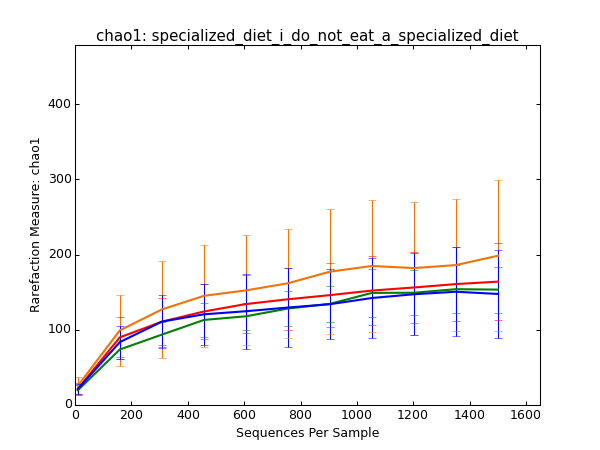 chao1: specialized_diet_i_do_not_eat_a_specialized_diet
400
300
200
100
0
0 200 400 600 800 1000 1200 1400 1600
Rarefaction Measure: chao1
Sequences Per Sample